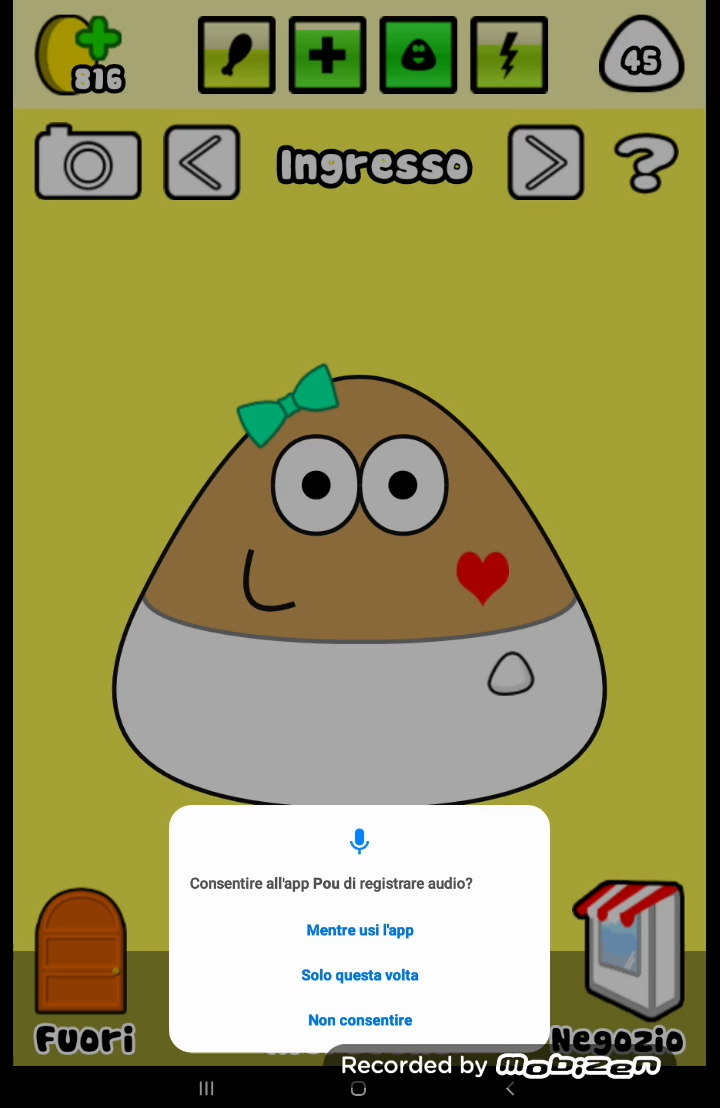 816
45
Ingresso
Consentire all'app Pou di registrare audio?
Mentre usi l'app
Solo questa volta
Non consentire
Fuori
Negozio
Recorded by mobizen